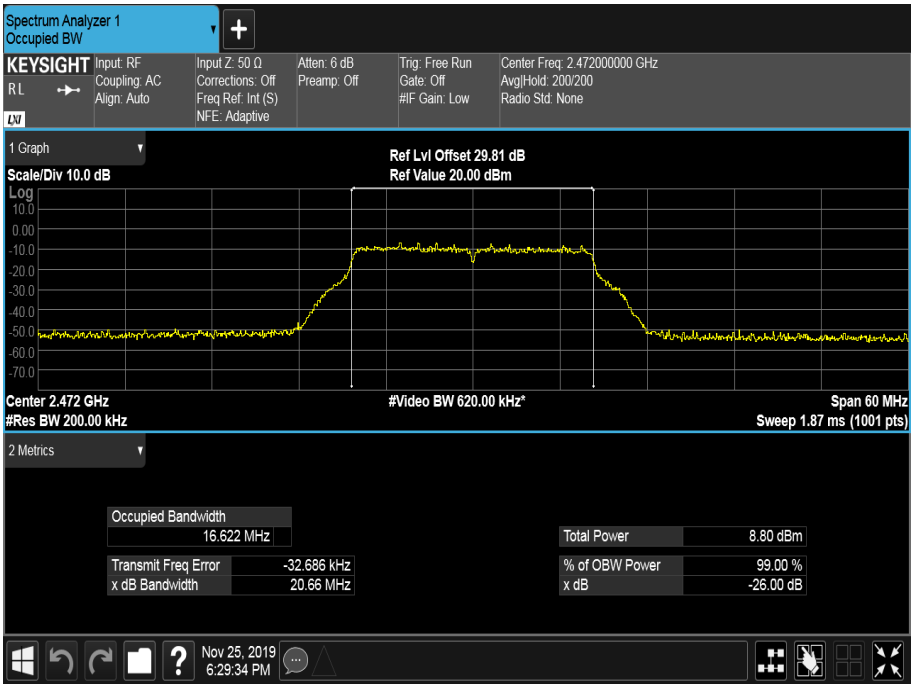 Spectrum Analyzer 1
Occupied BW
+
KEYSIGHT
R L
LXI
Input: RF
Coupling: AC
Align: Auto
Input Z: 50 Ω
Corrections: Off
Freq Ref: Int (S)
NFE: Adaptive
Atten: 6 dB
Preamp: Off
Trig: Free Run
Gate: Off
#IF Gain: Low
Center Freq: 2.472000000 GHz
Avg|Hold: 200/200
Radio Std: None
1 Graph
Scale/Div 10.0 dB
Ref Lvl Offset 29.81 dB
Ref Value 20.00 dBm
Log
10.0
0.00
-10.0
-20.0
-30.0
-40.0
-50.0
-60.0
-70.0
Center 2.472 GHz
#Video BW 620.00 kHz*
Span 60 MHz
#Res BW 200.00 kHz
Sweep 1.87 ms (1001 pts)
2 Metrics
Occupied Bandwidth
16.622 MHz
Total Power 8.80 dBm
Transmit Freq Error -32.686 kHz
% of OBW Power 99.00 %
x dB Bandwidth 20.66 MHz
x dB -26.00 dB
?
Nov 25, 2019
6:29:34 PM